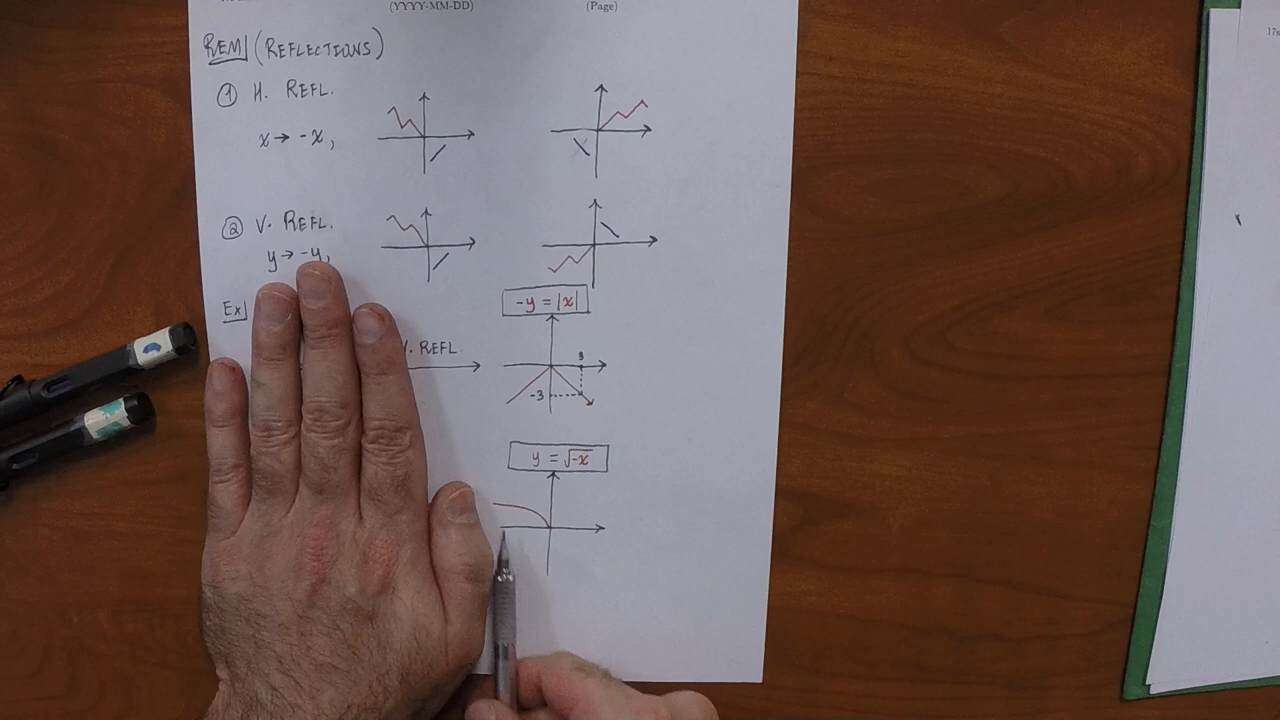 (YYYY-MM-DD) (Page)
REM (REFLECTIONS)
① H. REFL.
x → -x,
② V. REFL.
y → -y,
Ex
-y = |x|
V. REFL
3
-3
y = √-x